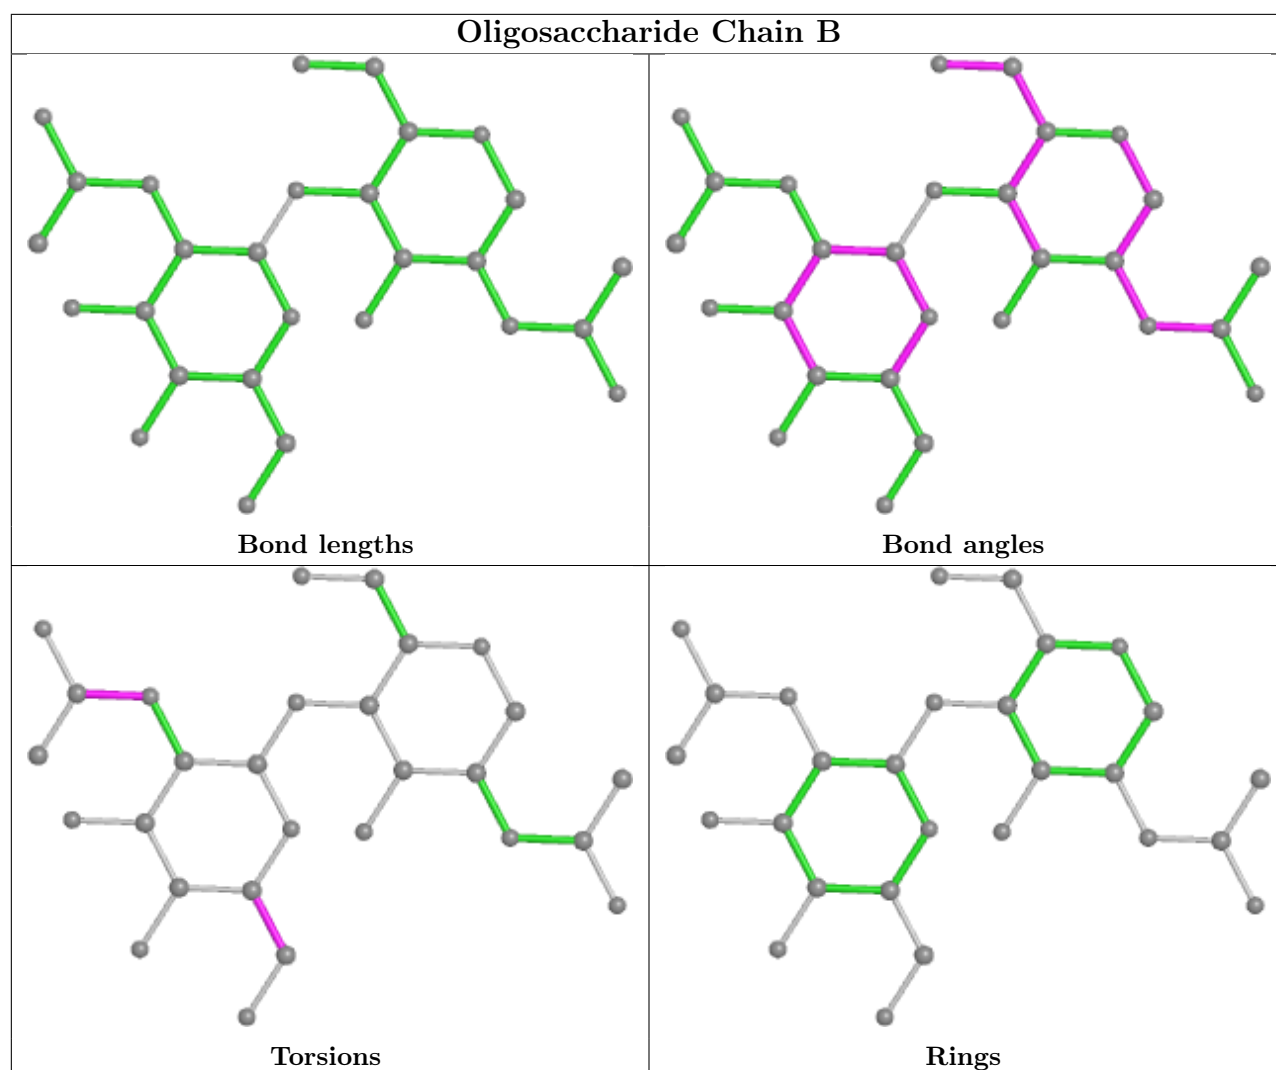 Oligosaccharide Chain B
Bond lengths
Bond angles
Torsions
Rings